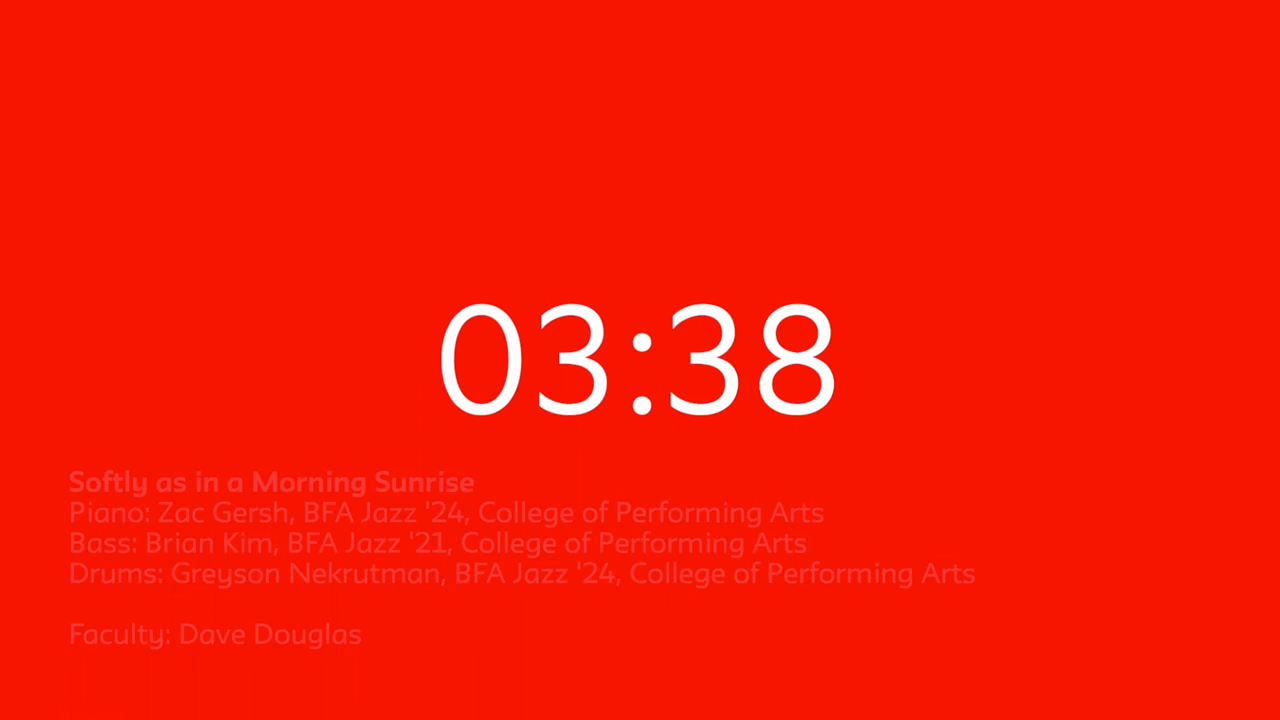 03:38
Softly as in a Morning Sunrise
Piano: Zac Gersh, BFA Jazz '24, College of Performing Arts
Bass: Brian Kim, BFA Jazz '21, College of Performing Arts
Drums: Greyson Nekrutman, BFA Jazz '24, College of Performing Arts
Faculty: Dave Douglas